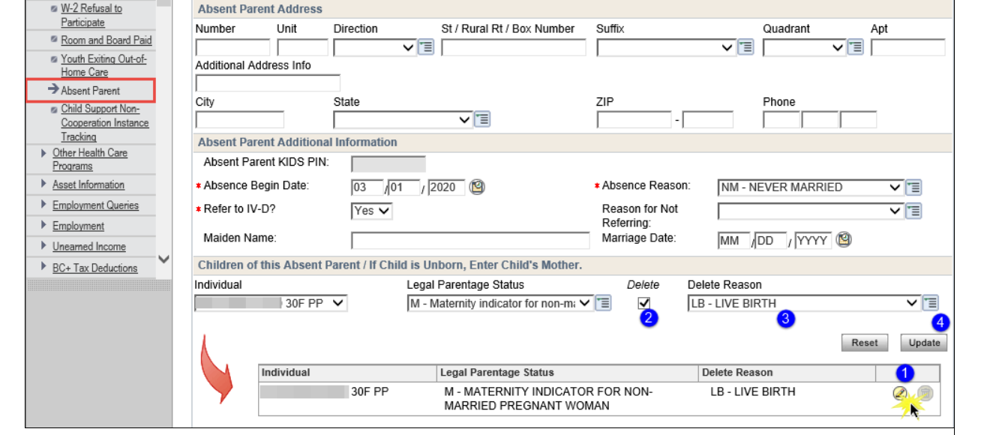 W-2 Refusal to
Participate
Room and Board Paid
Youth Exiting Out-of-
Home Care
Absent Parent
Child Support Non-
Cooperation Instance
Tracking
Other Health Care
Programs
Asset Information
Employment Queries
Employment
Unearned Income
BC+ Tax Deductions
Absent Parent Address
Number Unit Direction St / Rural Rt / Box Number Suffix Quadrant Apt
Additional Address Info
City State ZIP Phone
-
Absent Parent Additional Information
Absent Parent KIDS PIN:
* Absence Begin Date: 03 / 01 / 2020 * Absence Reason: NM - NEVER MARRIED
* Refer to IV-D? Yes Reason for Not
Referring:
Maiden Name: Marriage Date: MM / DD / YYYY
Children of this Absent Parent / If Child is Unborn, Enter Child's Mother.
Individual Legal Parentage Status Delete Delete Reason
30F PP M - Maternity indicator for non-ma LB - LIVE BIRTH
2 3 4
Reset Update
Individual Legal Parentage Status Delete Reason 1
30F PP M - MATERNITY INDICATOR FOR NON- LB - LIVE BIRTH
MARRIED PREGNANT WOMAN